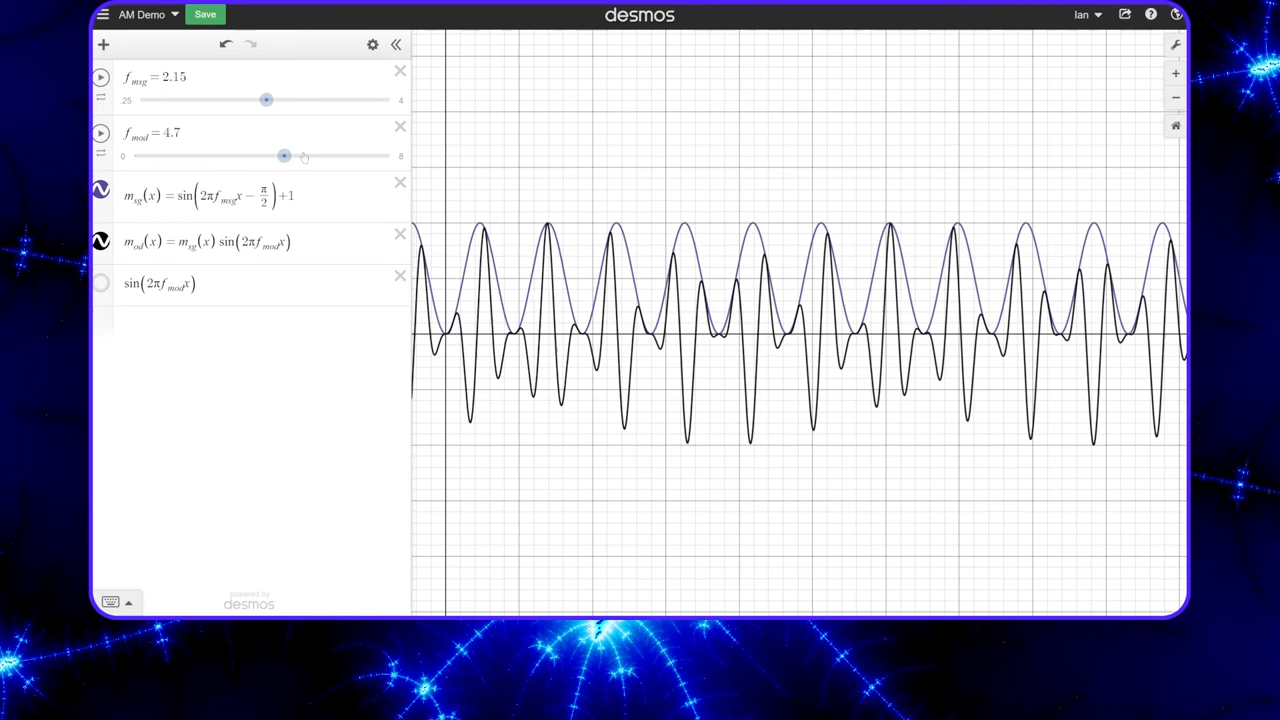 AM Demo Save desmos Ian
f_msg = 2.15
.25 4
f_mod = 4.7
0 8
m_sg(x) = sin(2πf_msg x − π/2) + 1
m_od(x) = m_sg(x) sin(2πf_mod x)
sin(2πf_mod x)
powered by
desmos